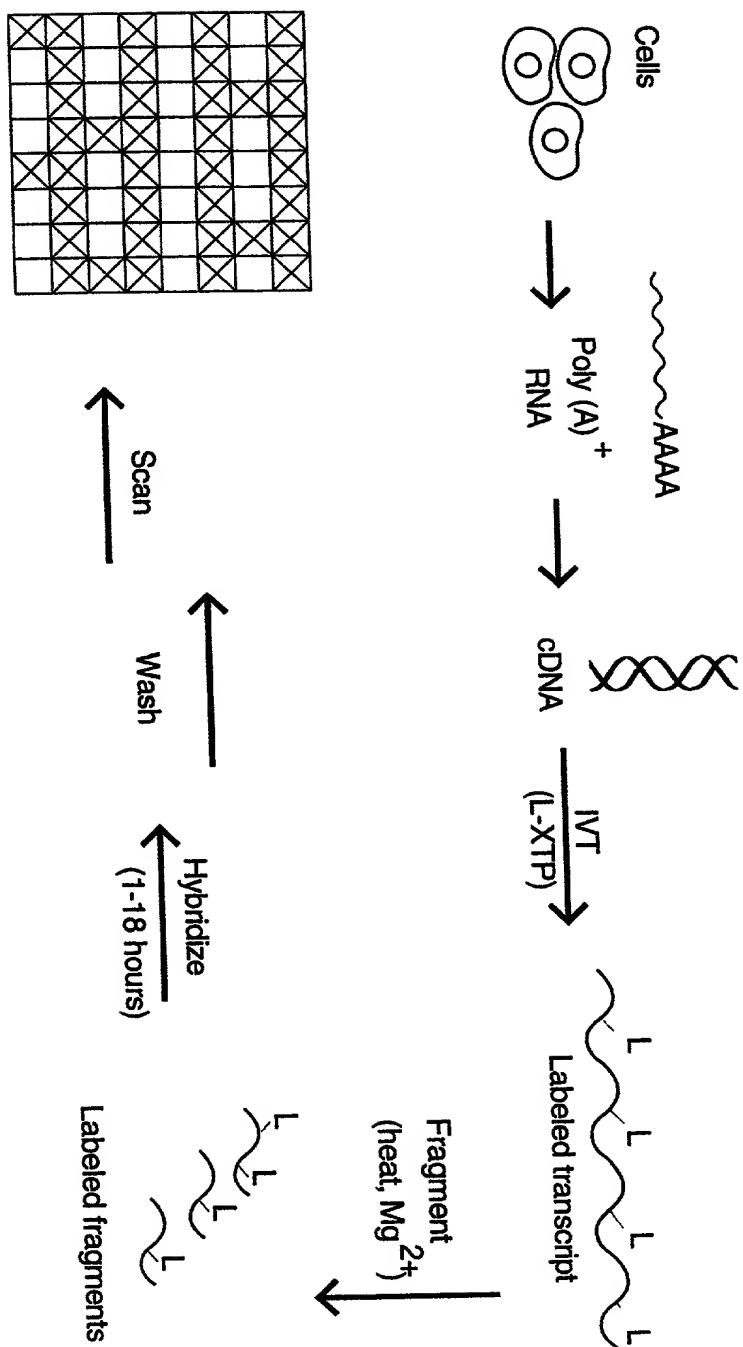 Cells
AAAA
Poly (A)+
RNA
cDNA
IVT
(L-XTP)
L
L
L
L
Labeled transcript
Fragment
(heat, Mg2+)
L
L
L
L
Labeled fragments
Hybridize
(1-18 hours)
Wash
Scan